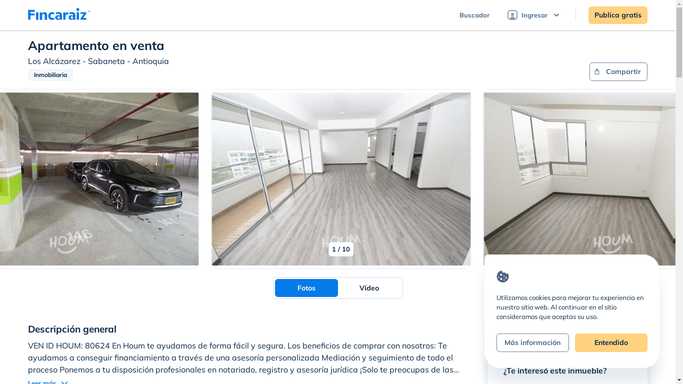 Fincaraiz
Buscador
Ingresar
Publica gratis
Apartamento en venta
Los Alcázarez - Sabaneta - Antioquia
Inmobiliaria
Compartir
HOUM
HOUM
HOUM
1 / 10
Fotos
Video
Utilizamos cookies para mejorar tu experiencia en
nuestro sitio web. Al continuar en el sitio
consideramos que aceptas su uso.
Más información
Entendido
Descripción general
VEN ID HOUM: 80624 En Houm te ayudamos de forma fácil y segura. Los beneficios de comprar con nosotros: Te
ayudamos a conseguir financiamiento a través de una asesoría personalizada Mediación y seguimiento de todo el
proceso Ponemos a tu disposición profesionales en notariado, registro y asesoría jurídica ¡Solo te preocupas de las...
Leer más
¿Te interesó este inmueble?